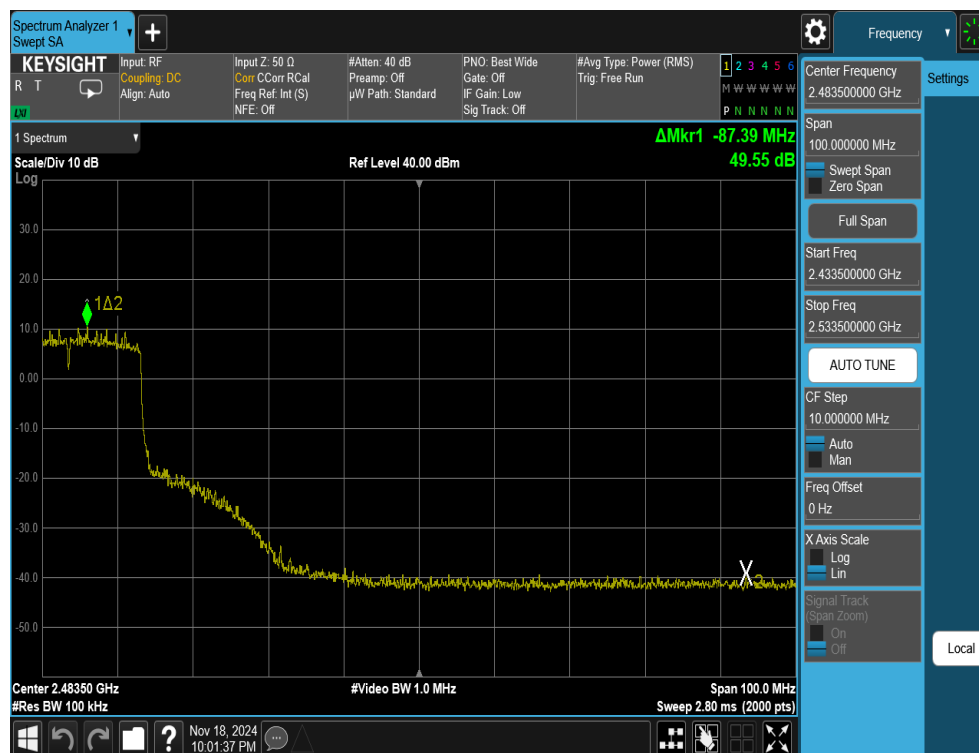 Spectrum Analyzer 1
Swept SA
+
Frequency
KEYSIGHT
R T
LXI
Input: RF
Coupling: DC
Align: Auto
Input Z: 50 Ω
Corr CCorr RCal
Freq Ref: Int (S)
NFE: Off
#Atten: 40 dB
Preamp: Off
µW Path: Standard
PNO: Best Wide
Gate: Off
IF Gain: Low
Sig Track: Off
#Avg Type: Power (RMS)
Trig: Free Run
1 2 3 4 5 6
M W W W W W
P N N N N N
1 Spectrum
ΔMkr1 -87.39 MHz
49.55 dB
Scale/Div 10 dB
Ref Level 40.00 dBm
Log
30.0
20.0
1Δ2
10.0
0.00
-10.0
-20.0
-30.0
-40.0
2
-50.0
Center 2.48350 GHz
#Video BW 1.0 MHz
Span 100.0 MHz
#Res BW 100 kHz
Sweep 2.80 ms (2000 pts)
?
Nov 18, 2024
10:01:37 PM
Center Frequency
2.483500000 GHz
Span
100.000000 MHz
Swept Span
Zero Span
Full Span
Start Freq
2.433500000 GHz
Stop Freq
2.533500000 GHz
AUTO TUNE
CF Step
10.000000 MHz
Auto
Man
Freq Offset
0 Hz
X Axis Scale
Log
Lin
Signal Track
(Span Zoom)
On
Off
Settings
Local